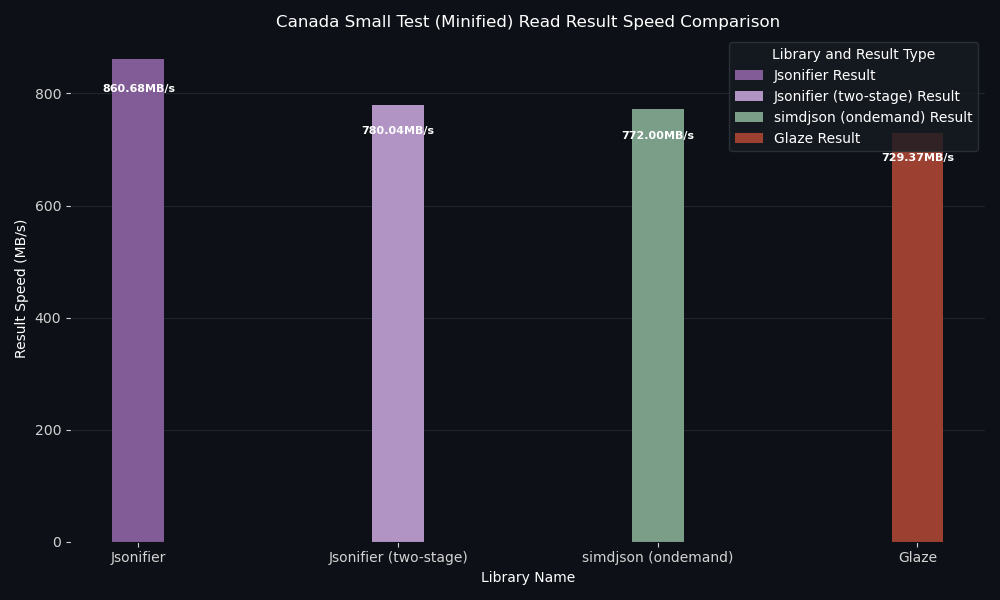 Canada Small Test (Minified) Read Result Speed Comparison
Library and Result Type
Jsonifier Result
Jsonifier (two-stage) Result
simdjson (ondemand) Result
Glaze Result
860.68MB/s
780.04MB/s
772.00MB/s
729.37MB/s
Result Speed (MB/s)
800
600
400
200
0
Jsonifier
Jsonifier (two-stage)
simdjson (ondemand)
Glaze
Library Name